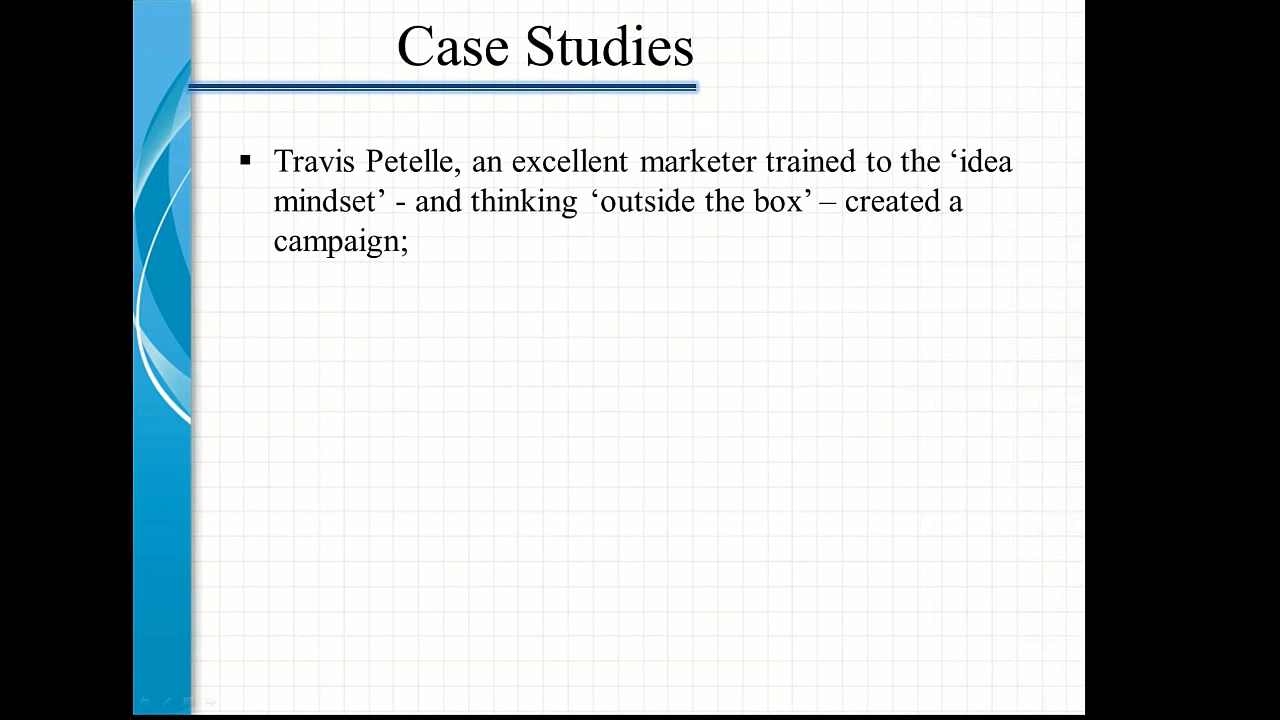 Case Studies
▪ Travis Petelle, an excellent marketer trained to the ‘idea
mindset’ - and thinking ‘outside the box’ – created a
campaign;